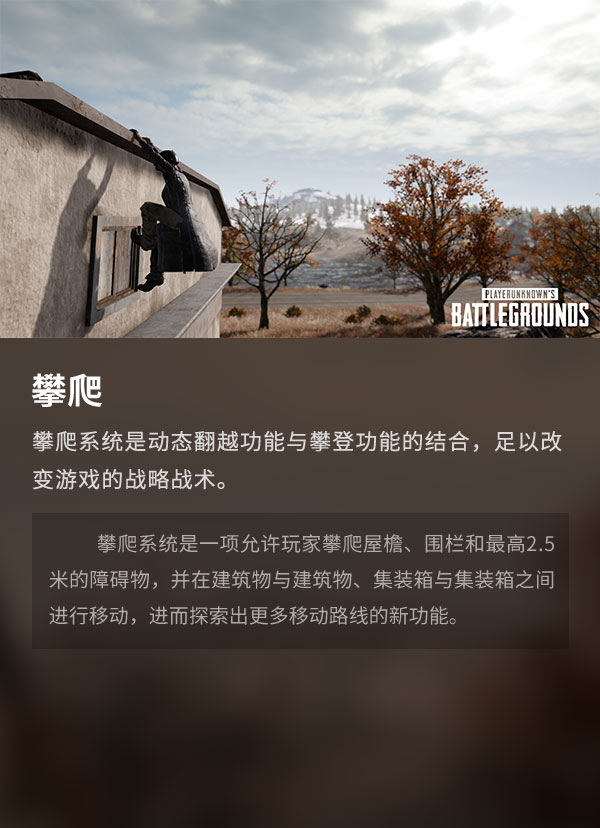 PLAYERUNKNOWN'S
BATTLEGROUNDS
攀爬
攀爬系统是动态翻越功能与攀登功能的结合，足以改
变游戏的战略战术。
攀爬系统是一项允许玩家攀爬屋檐、围栏和最高2.5
米的障碍物，并在建筑物与建筑物、集装箱与集装箱之间
进行移动，进而探索出更多移动路线的新功能。